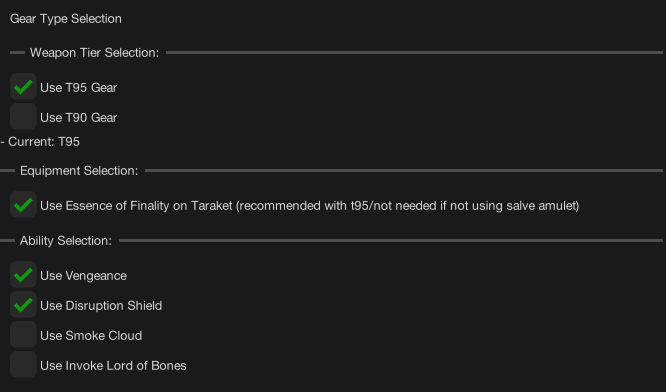 Gear Type Selection
Weapon Tier Selection:
Use T95 Gear
Use T90 Gear
- Current: T95
Equipment Selection:
Use Essence of Finality on Taraket (recommended with t95/not needed if not using salve amulet)
Ability Selection:
Use Vengeance
Use Disruption Shield
Use Smoke Cloud
Use Invoke Lord of Bones